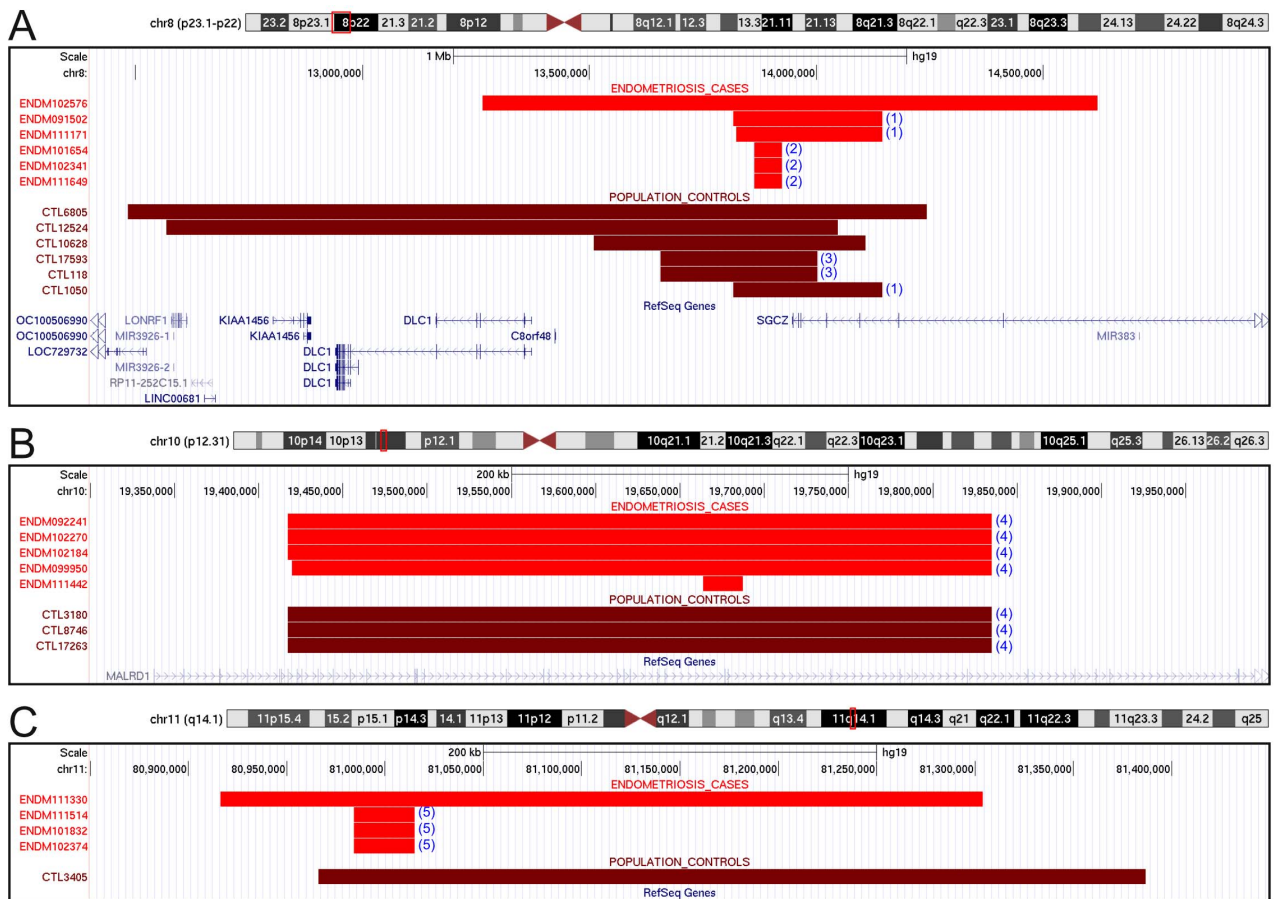 A
chr8 (p23.1-p22) 23.2 8p23.1 8p22 21.3 21.2 8p12 8q12.1 12.3 13.3 21.11 21.13 8q21.3 8q22.1 q22.3 23.1 8q23.3 24.13 24.22 8q24.3
Scale 1 Mb hg19
chr8: 13,000,000 13,500,000 14,000,000 14,500,000
ENDOMETRIOSIS_CASES
ENDM102576
ENDM091502 (1)
ENDM111171 (1)
ENDM101654 (2)
ENDM102341 (2)
ENDM111649 (2)
POPULATION_CONTROLS
CTL6805
CTL12524
CTL10628
CTL17593 (3)
CTL118 (3)
CTL1050 (1)
RefSeq Genes
OC100506990 LONRF1 KIAA1456 DLC1 SGCZ
OC100506990 MIR3926-1 KIAA1456 C8orf48 MIR383
LOC729732 DLC1
MIR3926-2 DLC1
RP11-252C15.1 DLC1
LINC00681
B
chr10 (p12.31) 10p14 10p13 p12.1 10q21.1 21.2 10q21.3 q22.1 q22.3 10q23.1 10q25.1 q25.3 26.13 26.2 q26.3
Scale 200 kb hg19
chr10: 19,350,000 19,400,000 19,450,000 19,500,000 19,550,000 19,600,000 19,650,000 19,700,000 19,750,000 19,800,000 19,850,000 19,900,000 19,950,000
ENDOMETRIOSIS_CASES
ENDM092241 (4)
ENDM102270 (4)
ENDM102184 (4)
ENDM099950 (4)
ENDM111442
POPULATION_CONTROLS
CTL3180 (4)
CTL8746 (4)
CTL17263 (4)
RefSeq Genes
MALRD1
C
chr11 (q14.1) 11p15.4 15.2 p15.1 p14.3 14.1 11p13 11p12 p11.2 q12.1 q13.4 11q14.1 q14.3 q21 q22.1 11q22.3 11q23.3 24.2 q25
Scale 200 kb hg19
chr11: 80,900,000 80,950,000 81,000,000 81,050,000 81,100,000 81,150,000 81,200,000 81,250,000 81,300,000 81,350,000 81,400,000
ENDOMETRIOSIS_CASES
ENDM111330
ENDM111514 (5)
ENDM101832 (5)
ENDM102374 (5)
POPULATION_CONTROLS
CTL3405
RefSeq Genes